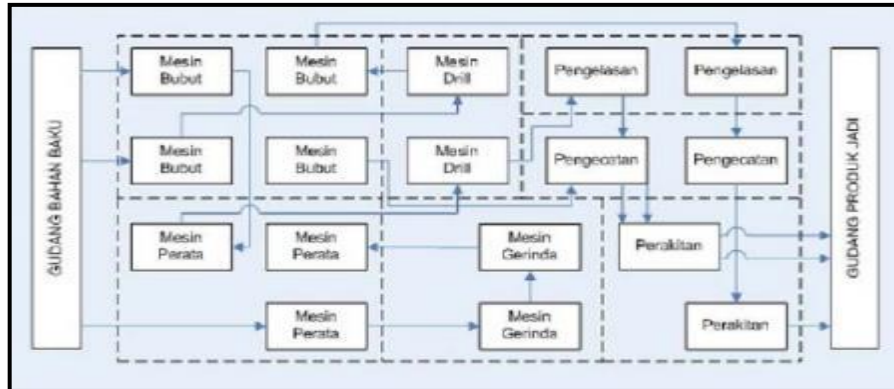 GUDANG BAHAN BAKU
Mesin
Bubut
Mesin
Bubut
Mesin
Drill
Pengelasan
Pengelasan
Mesin
Bubut
Mesin
Bubut
Mesin
Drill
Pengecatan
Pengecatan
Mesin
Perata
Mesin
Perata
Mesin
Gerinda
Perakitan
Mesin
Perata
Mesin
Gerinda
Perakitan
GUDANG PRODUK JADI